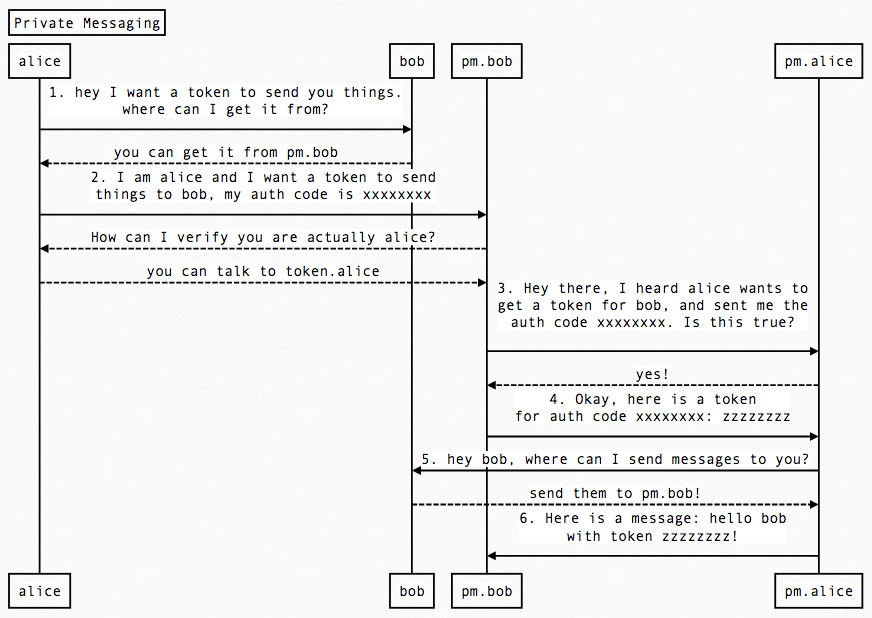 Private Messaging
alice
bob
pm.bob
pm.alice
1. hey I want a token to send you things.
where can I get it from?
you can get it from pm.bob
2. I am alice and I want a token to send
things to bob, my auth code is xxxxxxxx
How can I verify you are actually alice?
you can talk to token.alice
3. Hey there, I heard alice wants to
get a token for bob, and sent me the
auth code xxxxxxxx. Is this true?
yes!
4. Okay, here is a token
for auth code xxxxxxxx: zzzzzzzz
5. hey bob, where can I send messages to you?
send them to pm.bob!
6. Here is a message: hello bob
with token zzzzzzzz!
alice
bob
pm.bob
pm.alice